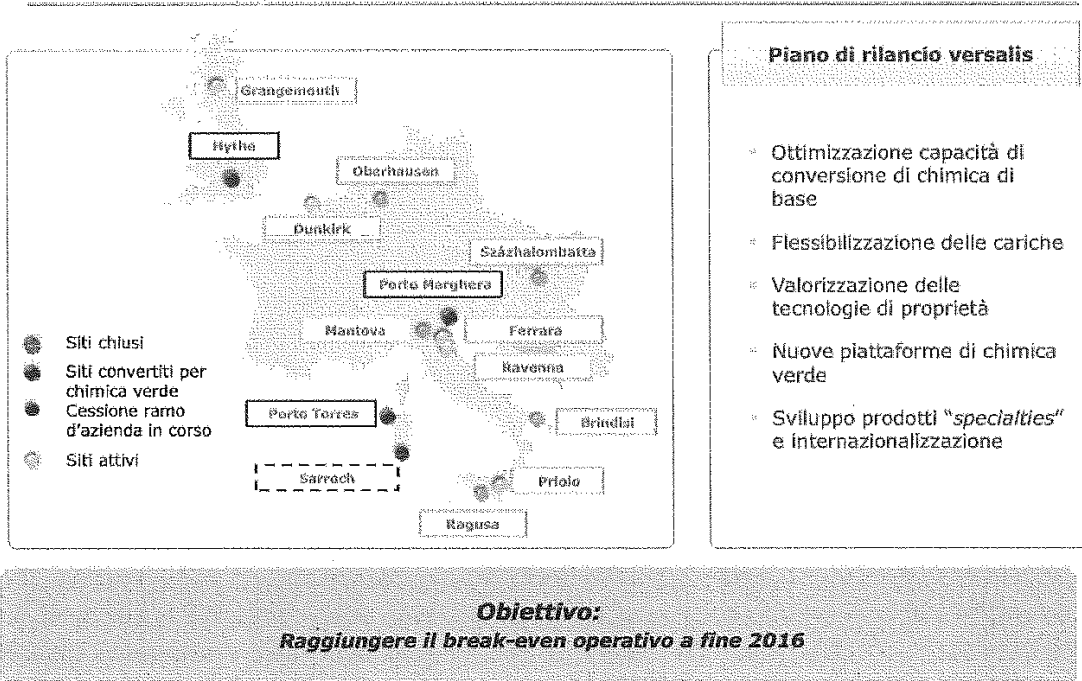 Piano di rilancio versalis
Grangemouth
Hythe
Oberhausen
Dunkirk
Százhalombatta
Porto Marghera
Mantova
Ferrara
Ravenna
Porto Torres
Brindisi
Sarroch
Priolo
Ragusa
Siti chiusi
Siti convertiti per
chimica verde
Cessione ramo
d'azienda in corso
Siti attivi
Ottimizzazione capacità di
conversione di chimica di
base
Flessibilizzazione delle cariche
Valorizzazione delle
tecnologie di proprietà
Nuove piattaforme di chimica
verde
Sviluppo prodotti "specialties"
e internazionalizzazione
Obiettivo:
Raggiungere il break-even operativo a fine 2016